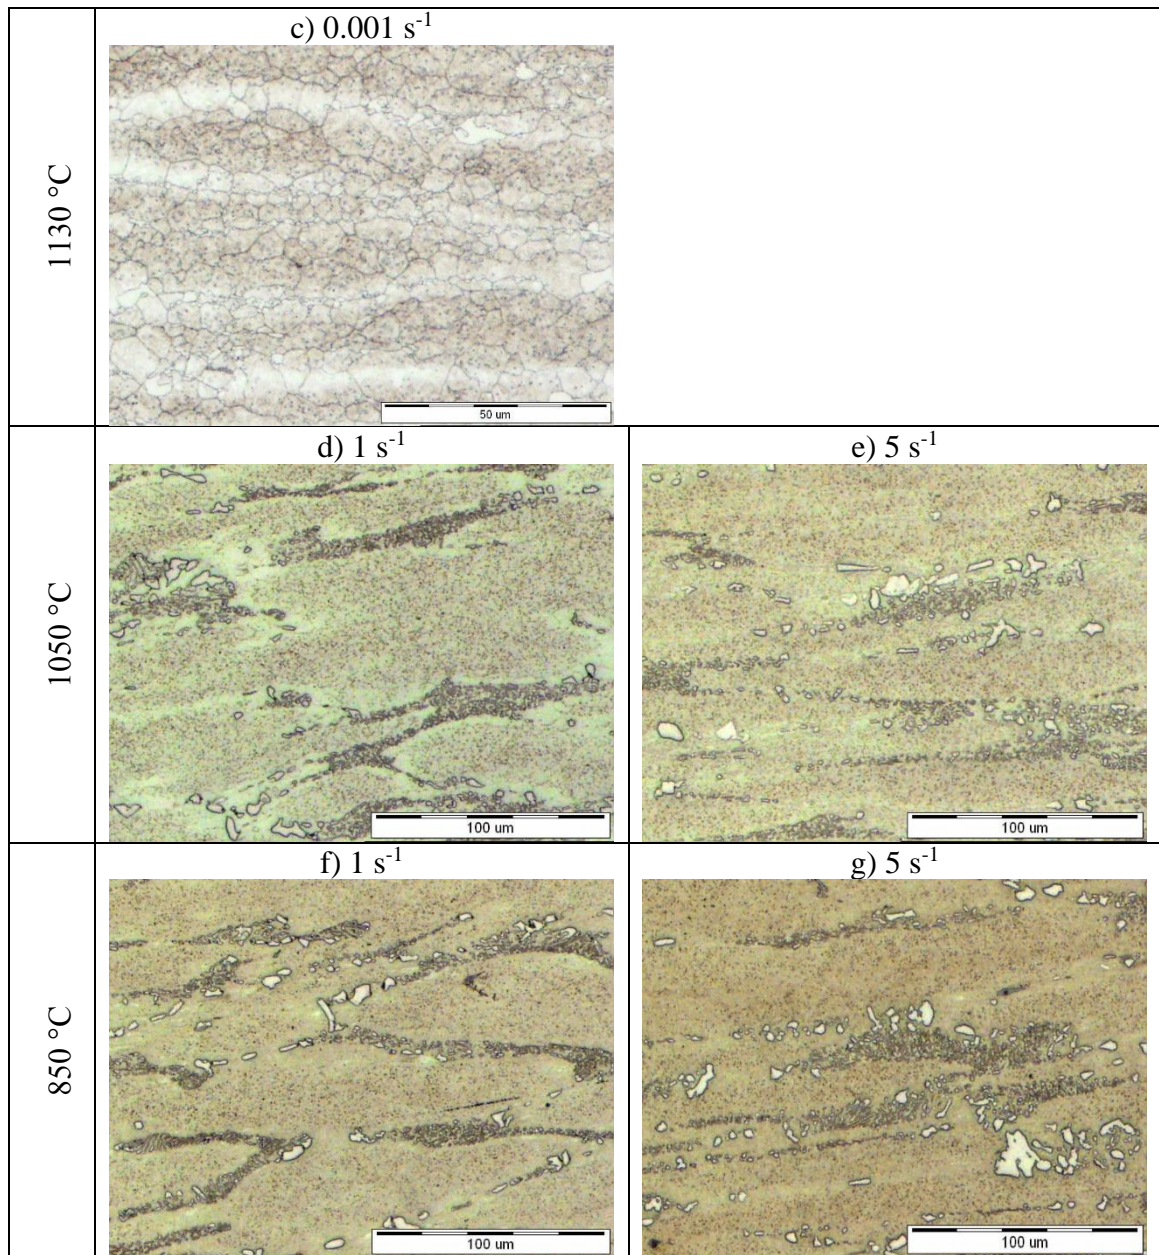 c) 0.001 s⁻¹
1130 °C
50 um
d) 1 s⁻¹
e) 5 s⁻¹
1050 °C
100 um
100 um
f) 1 s⁻¹
g) 5 s⁻¹
850 °C
100 um
100 um